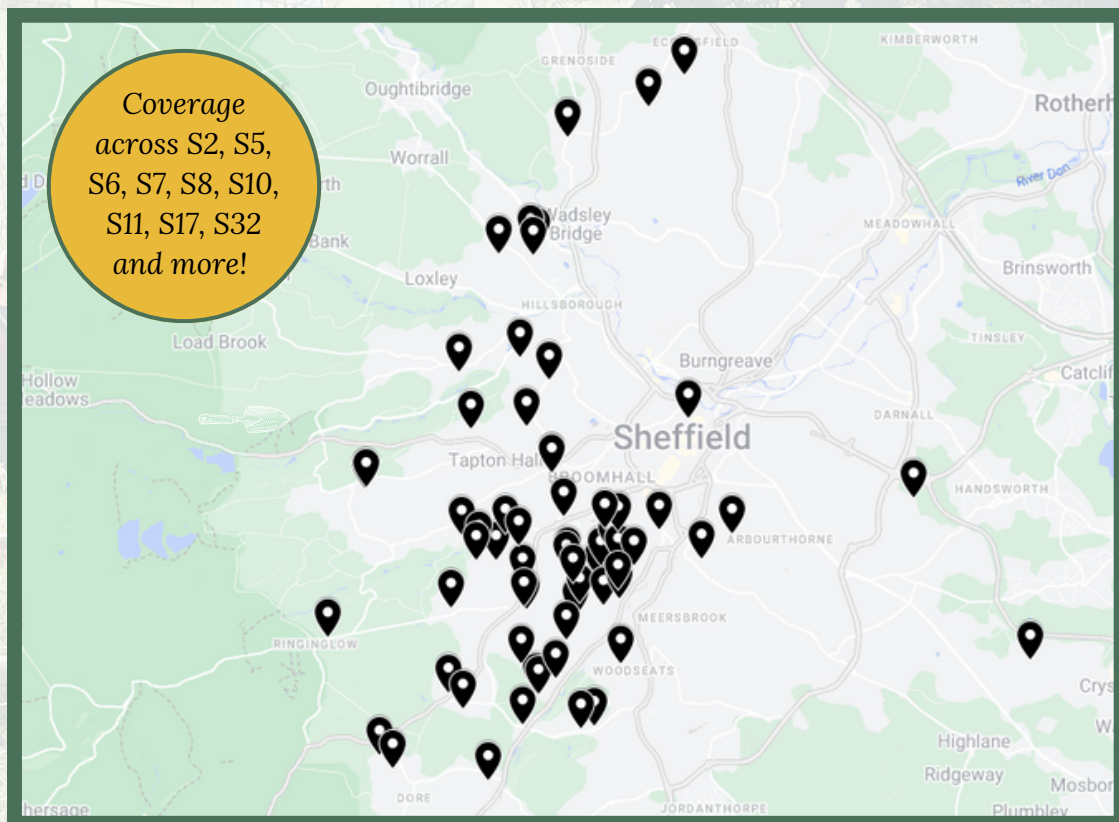 Coverage
across S2, S5,
S6, S7, S8, S10,
S11, S17, S32
and more!
GRENOSIDE
KIMBERWORTH
Oughtibridge
Rotherh
Worrall
River Don
Wadsley
Bridge
MEADOWHALL
Bank
Loxley
Brinsworth
HILLSBOROUGH
TINSLEY
Load Brook
Burngreave
Catclif
Hollow
Meadows
DARNALL
Sheffield
Tapton Hal
BROOMHALL
HANDSWORTH
ARBOURTHORNE
MEERSBROOK
RINGINGLOW
WOODSEATS
Crys
Highlane
Ridgeway
Mosbor
DORE
JORDANTHORPE
hersage
Plumbley